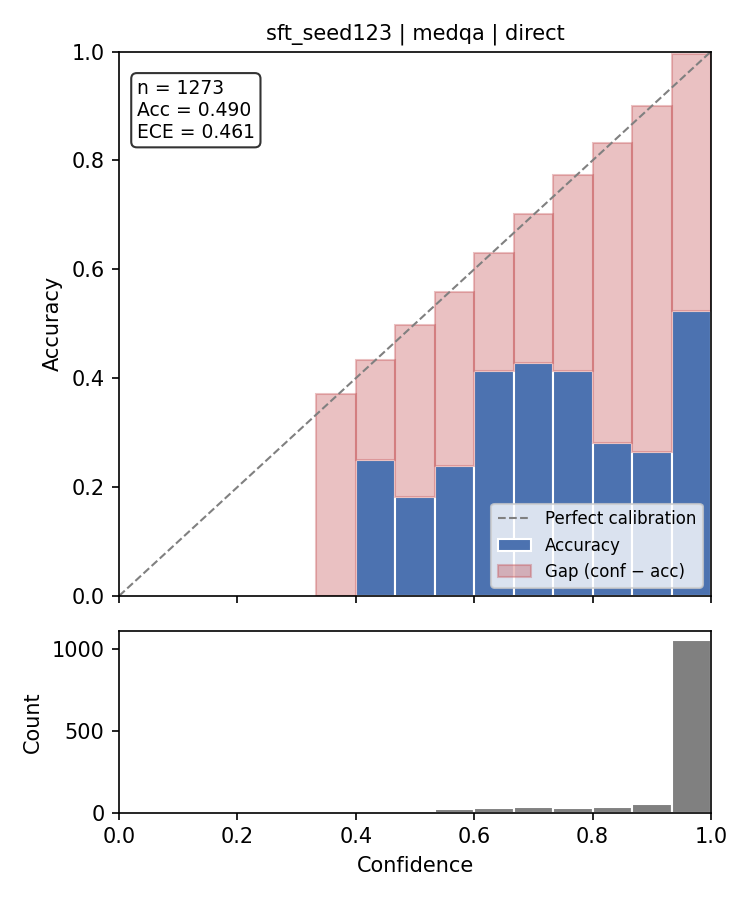 sft_seed123 | medqa | direct
n = 1273
Acc = 0.490
ECE = 0.461
1.0
0.8
0.6
0.4
0.2
0.0
Accuracy
Perfect calibration
Accuracy
Gap (conf − acc)
1000
500
0
Count
0.0 0.2 0.4 0.6 0.8 1.0
Confidence